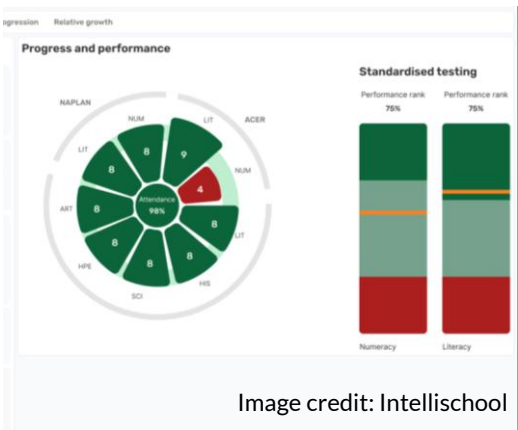 ogression Relative growth
Progress and performance
Standardised testing
Performance rank Performance rank
75% 75%
NAPLAN
ACER
NUM
LIT
LIT
NUM
ART
LIT
HPE
HIS
SCI
8
9
8
4
8
8
8
8
8
Attendance
98%
Numeracy Literacy
Image credit: Intellischool